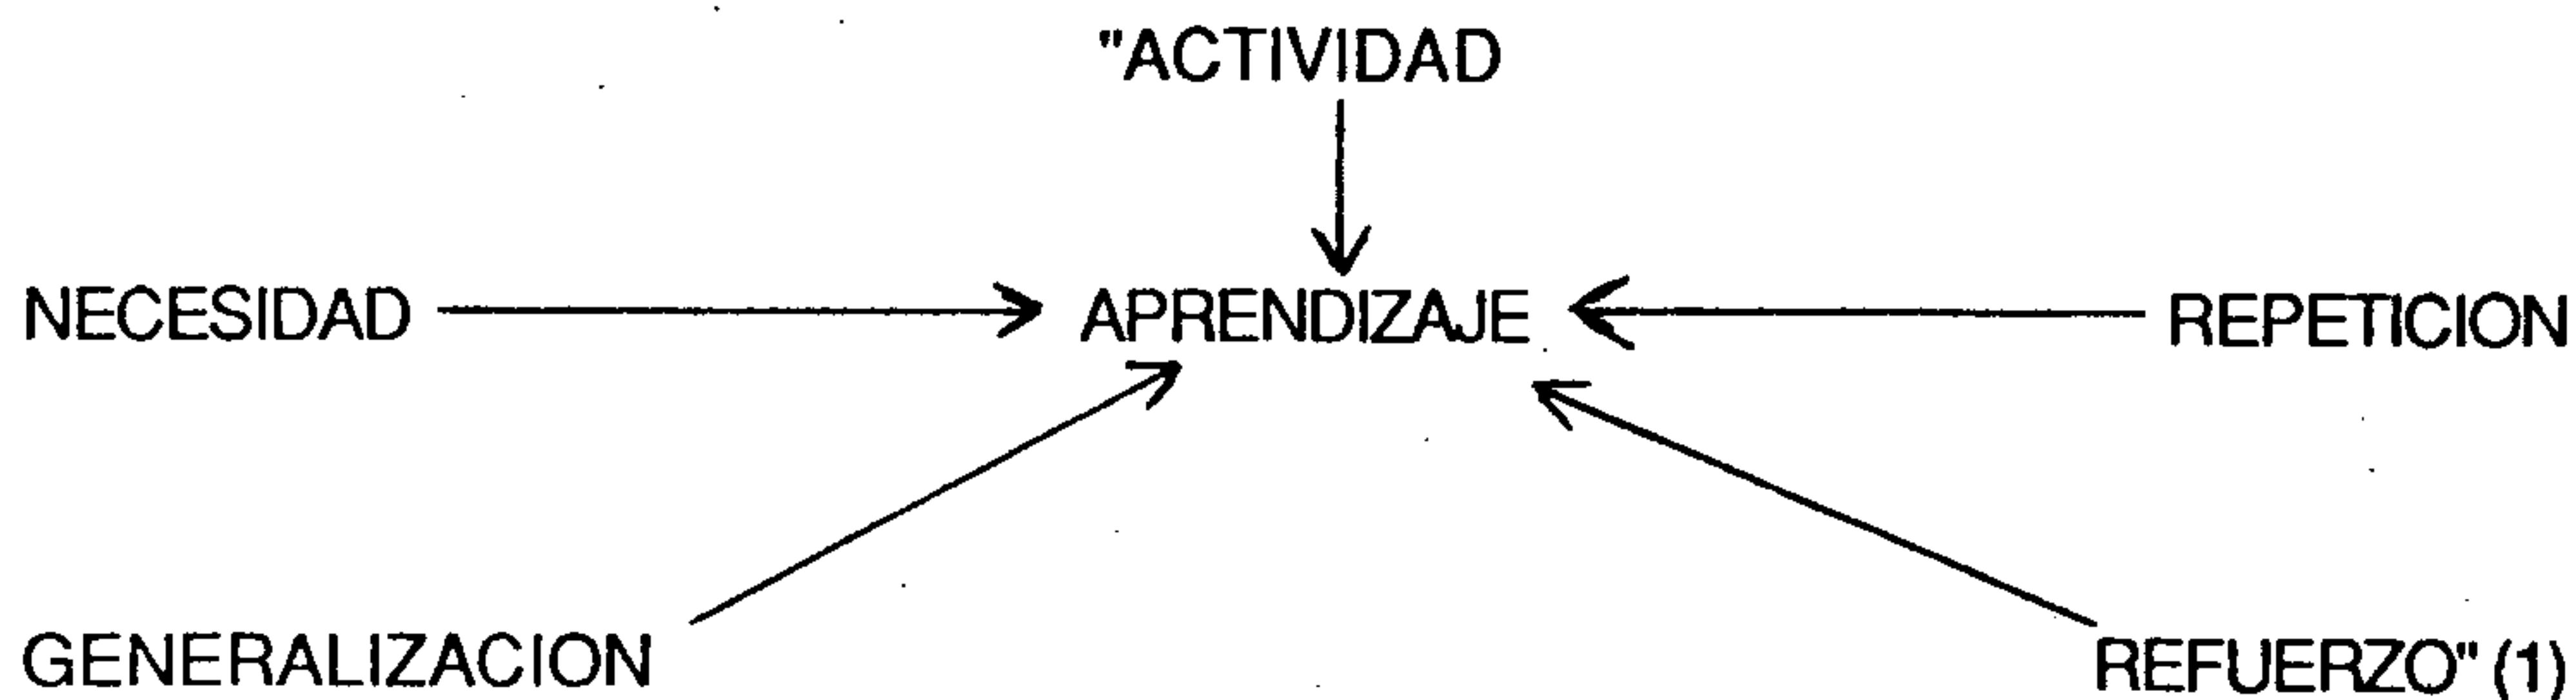 "ACTIVIDAD
NECESIDAD APRENDIZAJE REPETICION
GENERALIZACION REFUERZO" (1)